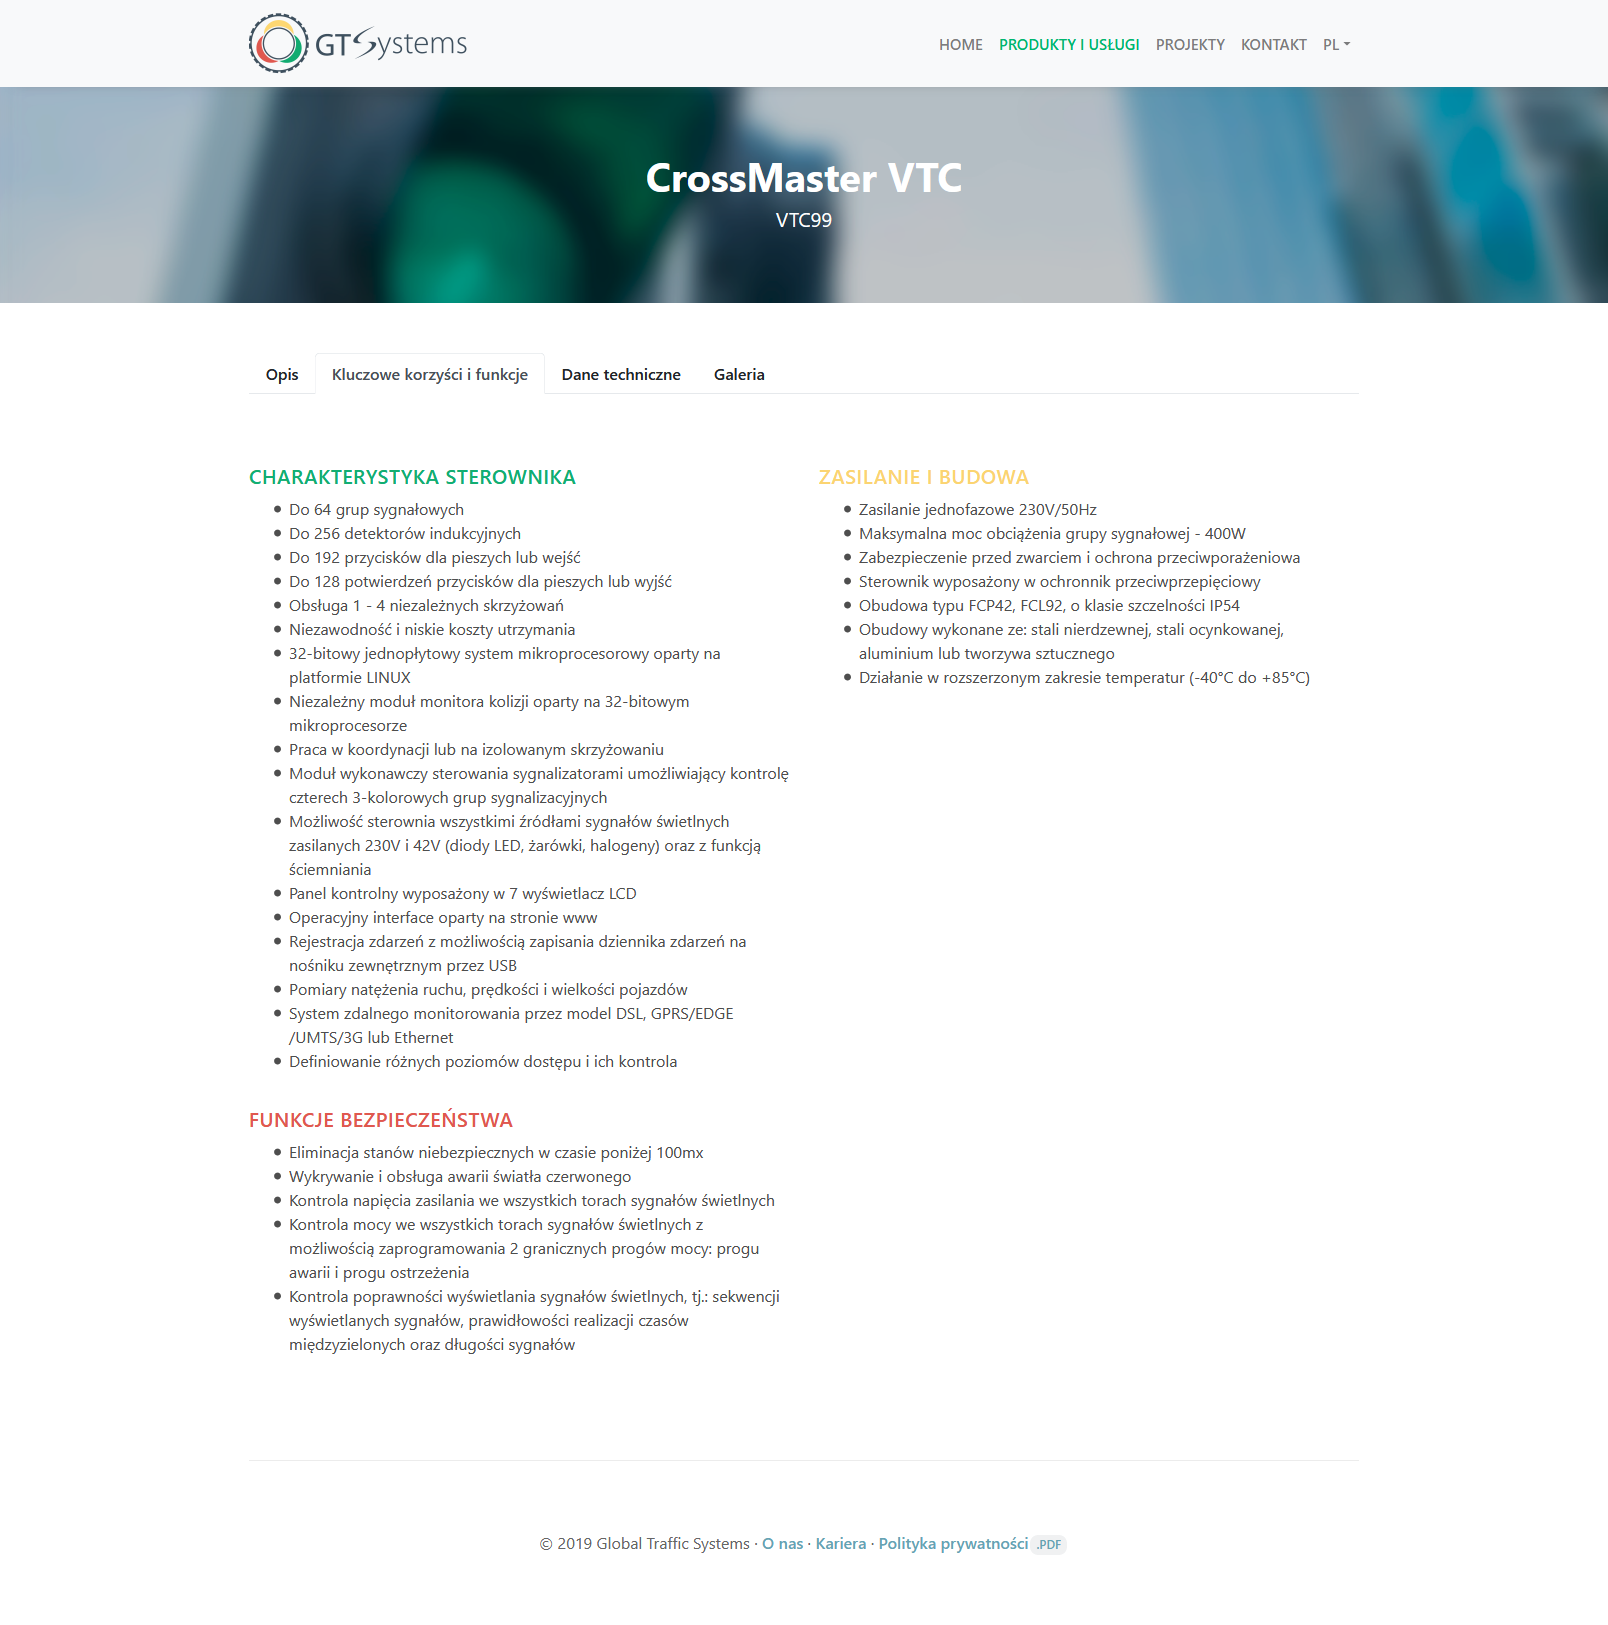 GTSystems
HOME PRODUKTY I USŁUGI PROJEKTY KONTAKT PL
CrossMaster VTC
VTC99
Opis Kluczowe korzyści i funkcje Dane techniczne Galeria
CHARAKTERYSTYKA STEROWNIKA
Do 64 grup sygnałowych
Do 256 detektorów indukcyjnych
Do 192 przycisków dla pieszych lub wejść
Do 128 potwierdzeń przycisków dla pieszych lub wyjść
Obsługa 1 - 4 niezależnych skrzyżowań
Niezawodność i niskie koszty utrzymania
32-bitowy jednopłytowy system mikroprocesorowy oparty na
platformie LINUX
Niezależny moduł monitora kolizji oparty na 32-bitowym
mikroprocesorze
Praca w koordynacji lub na izolowanym skrzyżowaniu
Moduł wykonawczy sterowania sygnalizatorami umożliwiający kontrolę
czterech 3-kolorowych grup sygnalizacyjnych
Możliwość sterownia wszystkimi źródłami sygnałów świetlnych
zasilanych 230V i 42V (diody LED, żarówki, halogeny) oraz z funkcją
ściemniania
Panel kontrolny wyposażony w 7 wyświetlacz LCD
Operacyjny interface oparty na stronie www
Rejestracja zdarzeń z możliwością zapisania dziennika zdarzeń na
nośniku zewnętrznym przez USB
Pomiary natężenia ruchu, prędkości i wielkości pojazdów
System zdalnego monitorowania przez model DSL, GPRS/EDGE
/UMTS/3G lub Ethernet
Definiowanie różnych poziomów dostępu i ich kontrola
FUNKCJE BEZPIECZEŃSTWA
Eliminacja stanów niebezpiecznych w czasie poniżej 100mx
Wykrywanie i obsługa awarii światła czerwonego
Kontrola napięcia zasilania we wszystkich torach sygnałów świetlnych
Kontrola mocy we wszystkich torach sygnałów świetlnych z
możliwością zaprogramowania 2 granicznych progów mocy: progu
awarii i progu ostrzeżenia
Kontrola poprawności wyświetlania sygnałów świetlnych, tj.: sekwencji
wyświetlanych sygnałów, prawidłowości realizacji czasów
międzyzielonych oraz długości sygnałów
ZASILANIE I BUDOWA
Zasilanie jednofazowe 230V/50Hz
Maksymalna moc obciążenia grupy sygnałowej - 400W
Zabezpieczenie przed zwarciem i ochrona przeciwporażeniowa
Sterownik wyposażony w ochronnik przeciwprzepięciowy
Obudowa typu FCP42, FCL92, o klasie szczelności IP54
Obudowy wykonane ze: stali nierdzewnej, stali ocynkowanej,
aluminium lub tworzywa sztucznego
Działanie w rozszerzonym zakresie temperatur (-40°C do +85°C)
© 2019 Global Traffic Systems · O nas · Kariera · Polityka prywatności .PDF